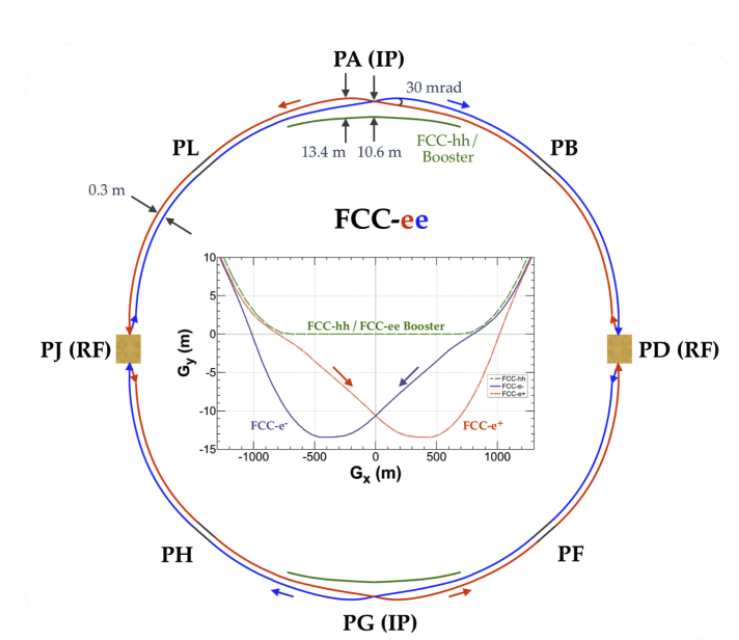 PA (IP)
30 mrad
PL
13.4 m
10.6 m
FCC-hh /
Booster
PB
0.3 m
FCC-ee
10
5
0
-5
-10
-15
Gy (m)
FCC-hh / FCC-ee Booster
FCC-hh
FCC-e-
FCC-e+
FCC-e-
FCC-e+
-1000
-500
0
500
1000
Gx (m)
PJ (RF)
PD (RF)
PH
PF
PG (IP)